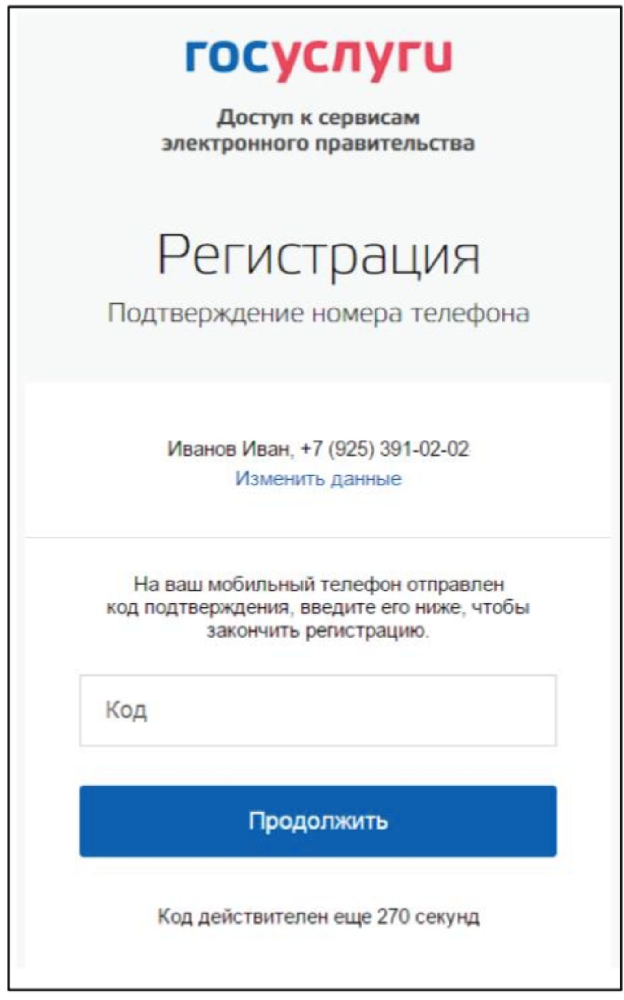 госуслуги
Доступ к сервисам
электронного правительства
Регистрация
Подтверждение номера телефона
Иванов Иван, +7 (925) 391-02-02
Изменить данные
На ваш мобильный телефон отправлен
код подтверждения, введите его ниже, чтобы
закончить регистрацию.
Код
Продолжить
Код действителен еще 270 секунд